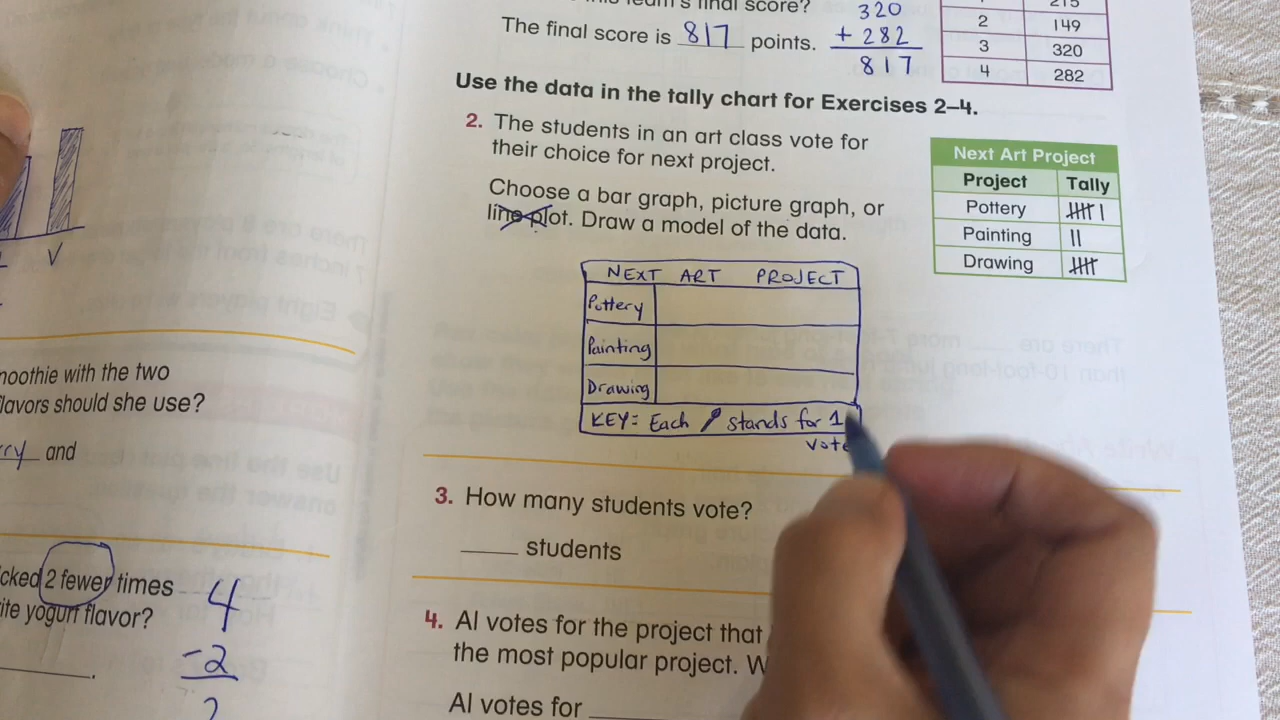 final score?
The final score is 817 points.
320
+ 282
817
215
2 149
3 320
4 282
Use the data in the tally chart for Exercises 2–4.
2. The students in an art class vote for
their choice for next project.
Choose a bar graph, picture graph, or
line plot. Draw a model of the data.
Next Art Project
Project Tally
Pottery
Painting
Drawing
NEXT ART PROJECT
Pottery
Painting
Drawing
KEY= Each stands for 1
vote
3. How many students vote?
____ students
4. Al votes for the project that
the most popular project.
Al votes for
V
with the two
should she use?
and
2 fewer times
yogurt flavor?
4
-2
2